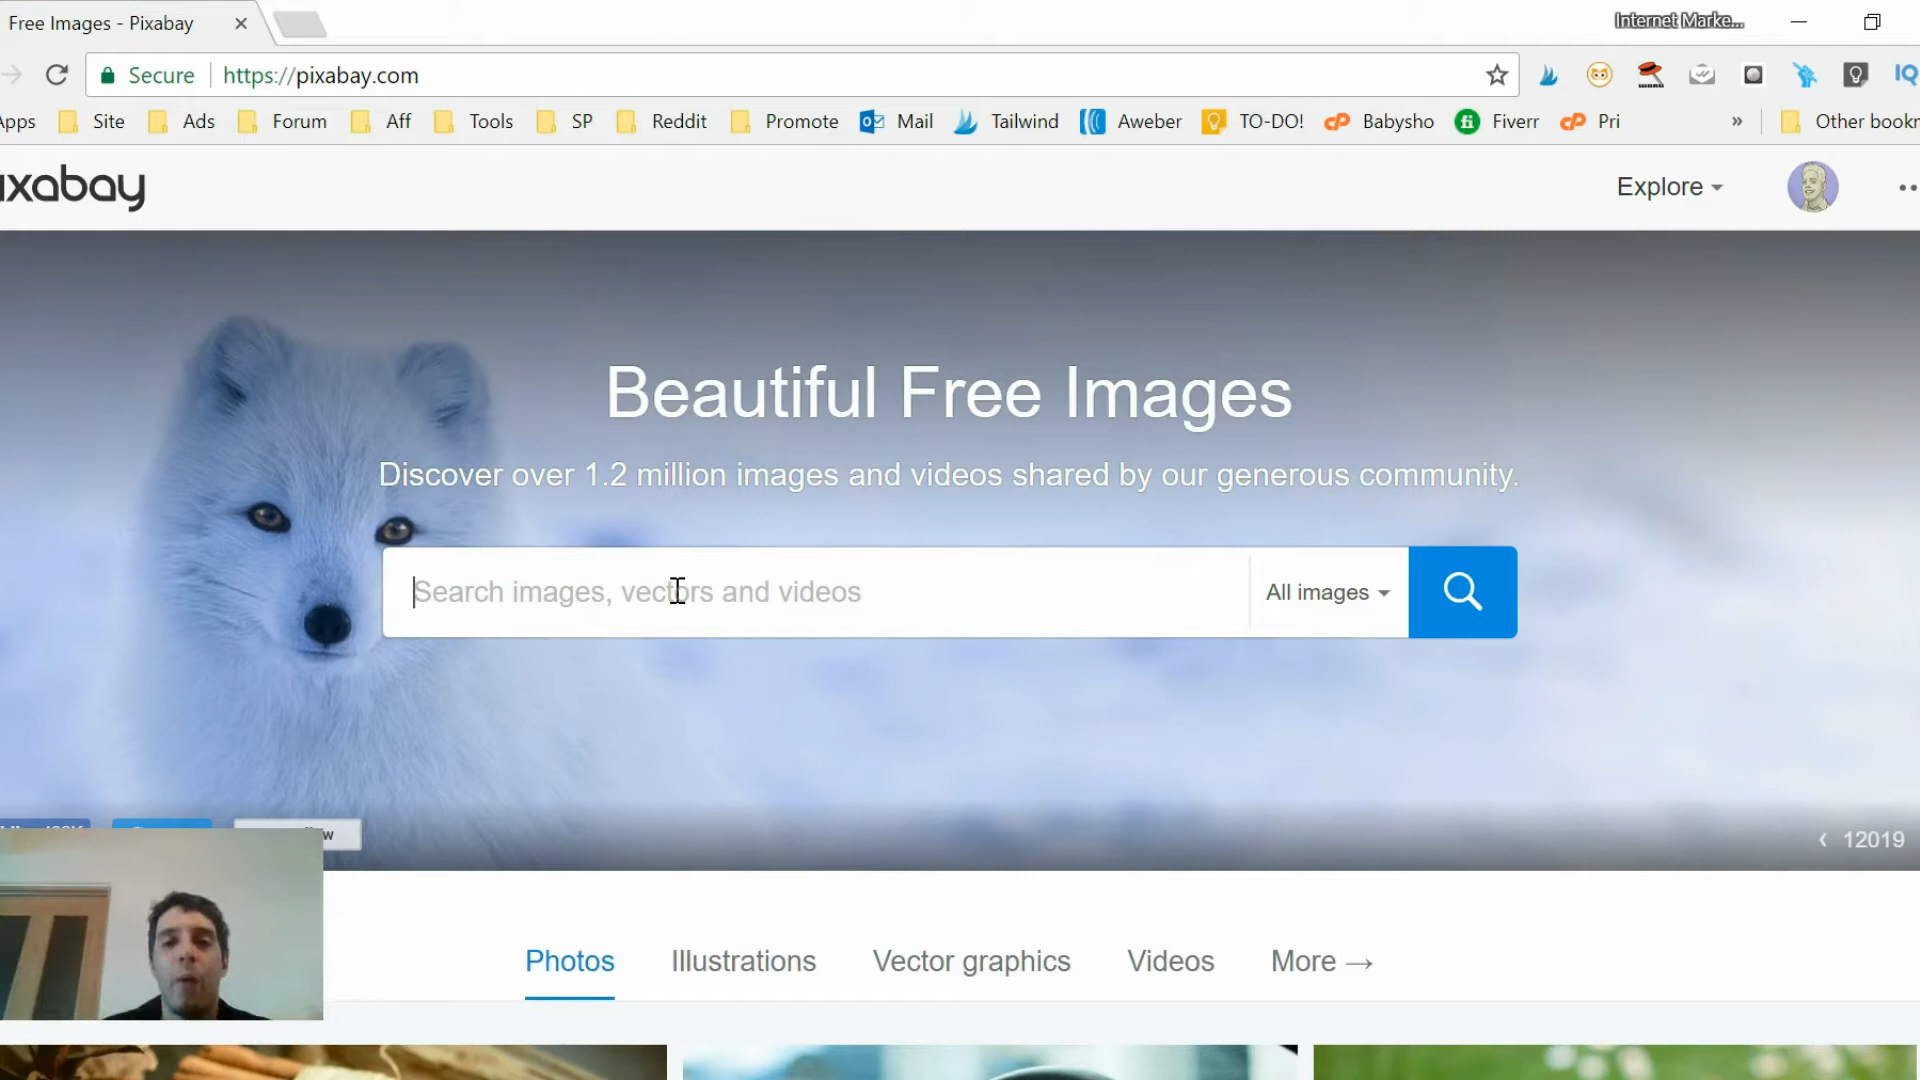 Free Images - Pixabay
Internet Marke...
Secure https://pixabay.com
IQ
Apps Site Ads Forum Aff Tools SP Reddit Promote Mail Tailwind Aweber TO-DO! Babysho Fiverr Pri » Other bookm
ixabay
Explore
Beautiful Free Images
Discover over 1.2 million images and videos shared by our generous community.
Search images, vectors and videos All images
‹ 12019
Photos Illustrations Vector graphics Videos More →